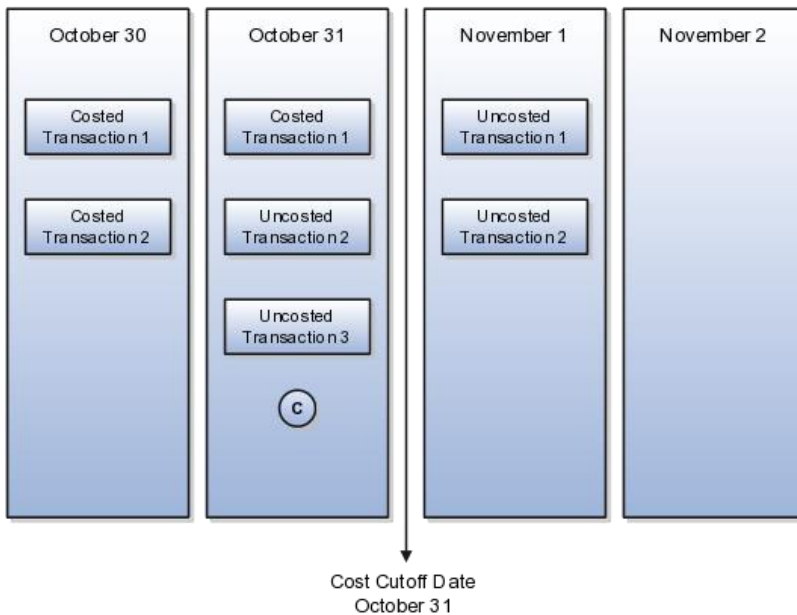 October 30
Costed
Transaction 1
Costed
Transaction 2
October 31
Costed
Transaction 1
Uncosted
Transaction 2
Uncosted
Transaction 3
C
November 1
Uncosted
Transaction 1
Uncosted
Transaction 2
November 2
Cost Cutoff Date
October 31